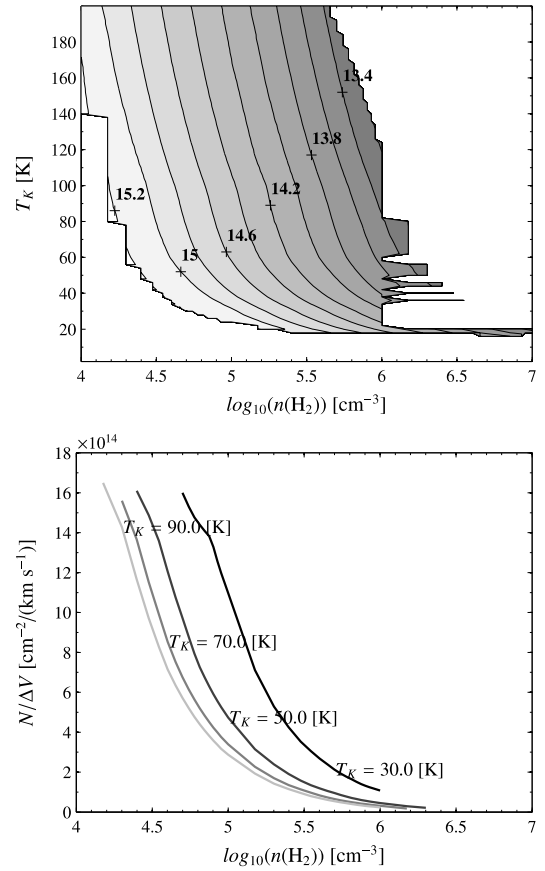 180
160
140
120
100
80
60
40
20
T_K [K]
13.4
13.8
14.2
14.6
15
15.2
4 4.5 5 5.5 6 6.5 7
log₁₀(n(H₂)) [cm⁻³]
×10¹⁴
18
16
14
12
10
8
6
4
2
0
N/ΔV [cm⁻²/(km s⁻¹)]
T_K = 90.0 [K]
T_K = 70.0 [K]
T_K = 50.0 [K]
T_K = 30.0 [K]
4 4.5 5 5.5 6 6.5 7
log₁₀(n(H₂)) [cm⁻³]